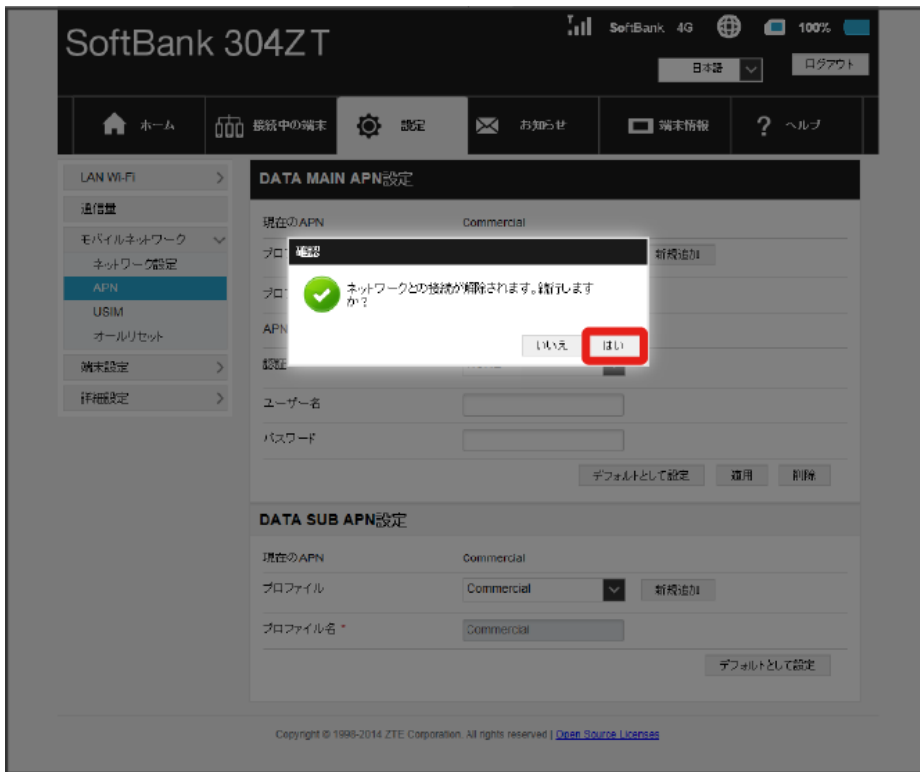 SoftBank 304ZT
SoftBank 4G 100%
日本語
ログアウト
ホーム
接続中の端末
設定
お知らせ
端末情報
? ヘルプ
LAN Wi-Fi
通信量
モバイルネットワーク
ネットワーク設定
APN
USIM
オールリセット
端末設定
詳細設定
DATA MAIN APN設定
現在のAPN Commercial
新規追加
確認
ネットワークとの接続が解除されます。続行します
か?
いいえ はい
APN
認証
ユーザー名
パスワード
デフォルトとして設定 適用 削除
DATA SUB APN設定
現在のAPN Commercial
プロファイル Commercial 新規追加
プロファイル名 * Commercial
デフォルトとして設定
Copyright © 1998-2014 ZTE Corporation. All rights reserved | Open Source Licenses